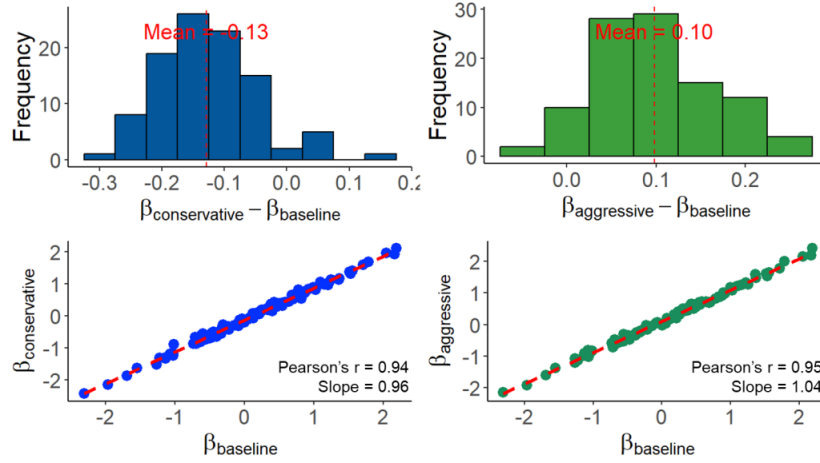 Frequency
20
10
0
Mean = -0.13
-0.3
-0.2
-0.1
0.0
0.1
0.2
βconservative − βbaseline
Frequency
30
20
10
0
Mean = 0.10
0.0
0.1
0.2
βaggressive − βbaseline
βconservative
2
1
0
-1
-2
Pearson's r = 0.94
Slope = 0.96
-2
-1
0
1
2
βbaseline
βaggressive
2
1
0
-1
-2
Pearson's r = 0.95
Slope = 1.04
-2
-1
0
1
2
βbaseline